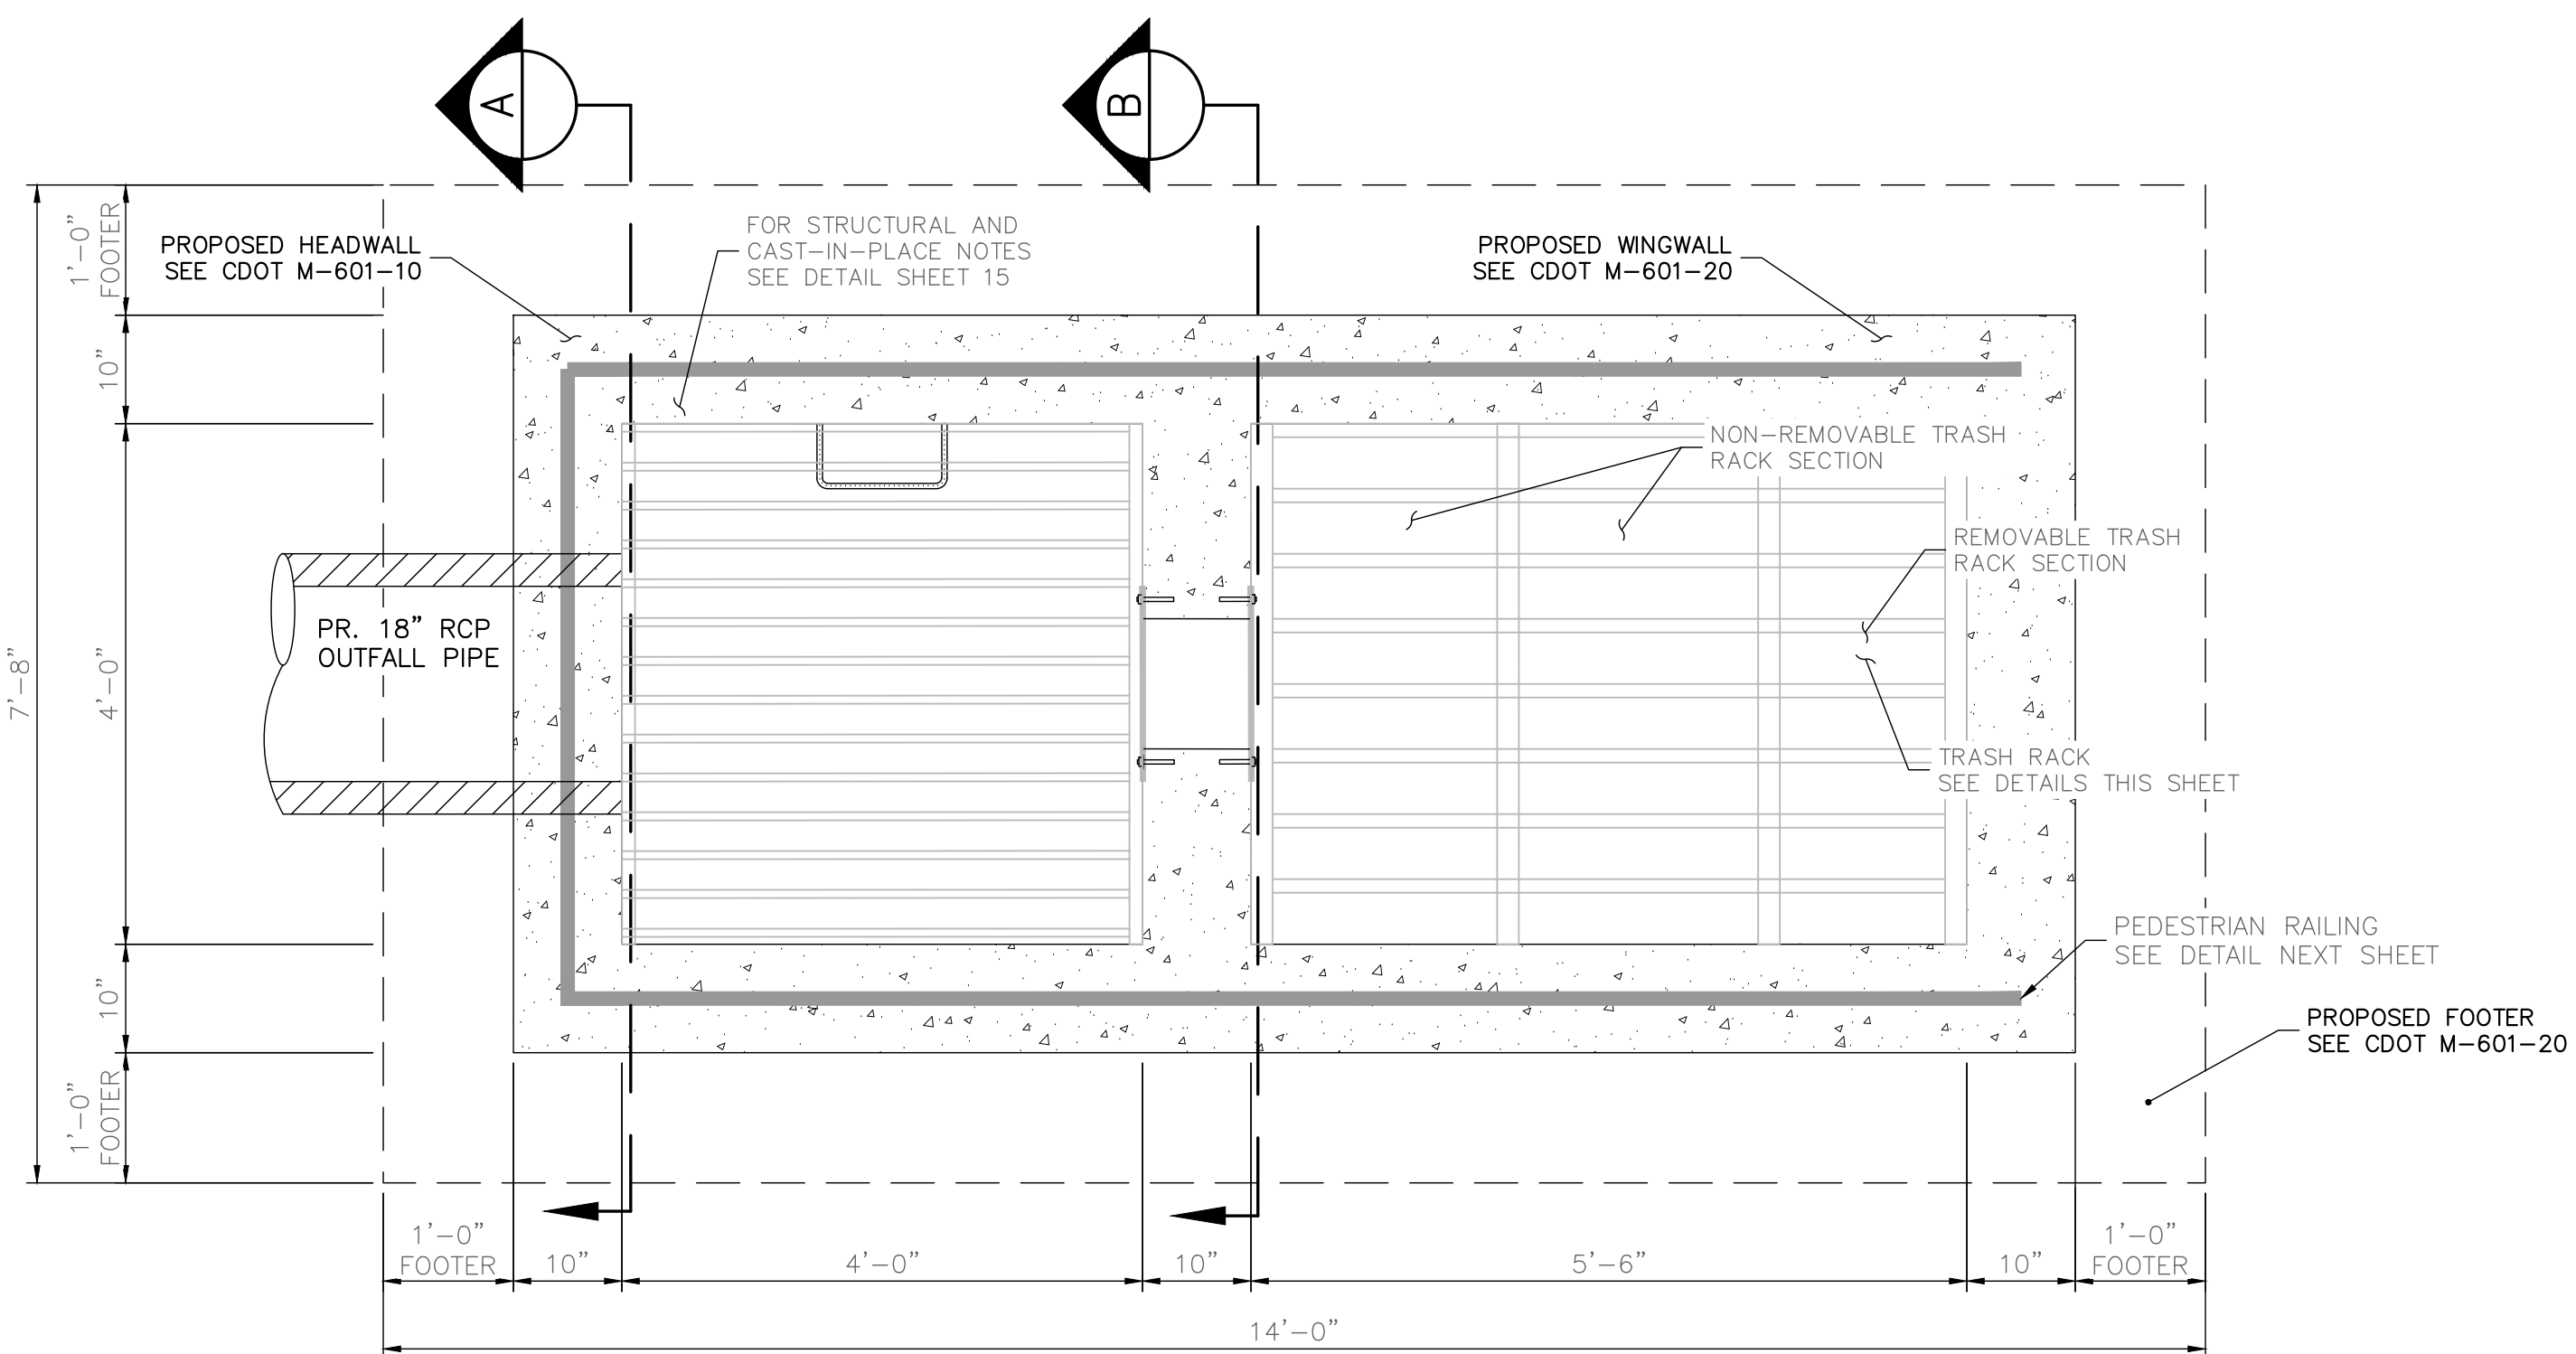 A
B
1'-0"
FOOTER
PROPOSED HEADWALL
SEE CDOT M-601-10
FOR STRUCTURAL AND
CAST-IN-PLACE NOTES
SEE DETAIL SHEET 15
PROPOSED WINGWALL
SEE CDOT M-601-20
10"
NON-REMOVABLE TRASH
RACK SECTION
REMOVABLE TRASH
RACK SECTION
PR. 18" RCP
OUTFALL PIPE
7'-8"
4'-0"
TRASH RACK
SEE DETAILS THIS SHEET
PEDESTRIAN RAILING
SEE DETAIL NEXT SHEET
10"
PROPOSED FOOTER
SEE CDOT M-601-20
1'-0"
FOOTER
1'-0"
FOOTER
10"
4'-0"
10"
5'-6"
10"
1'-0"
FOOTER
14'-0"